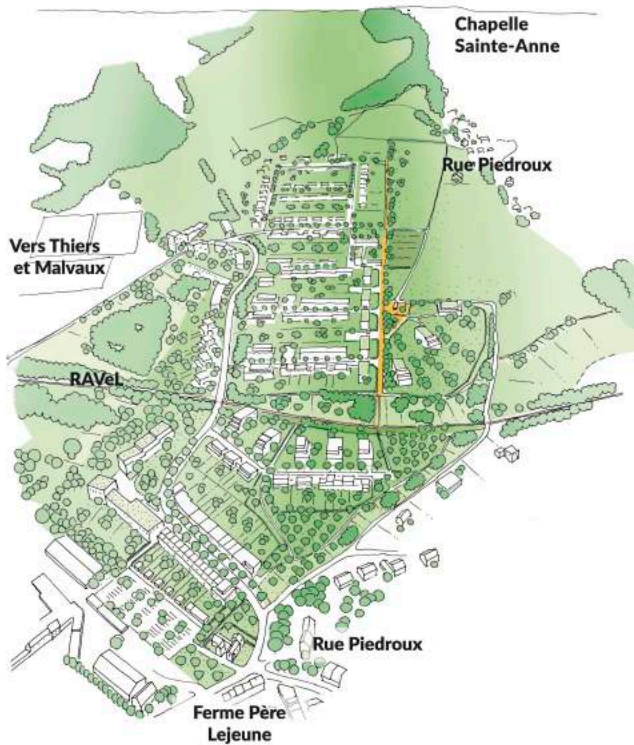 Chapelle
Sainte-Anne
Rue Piedroux
Vers Thiers
et Malvaux
RAVeL
Rue Piedroux
Ferme Père
Lejeune